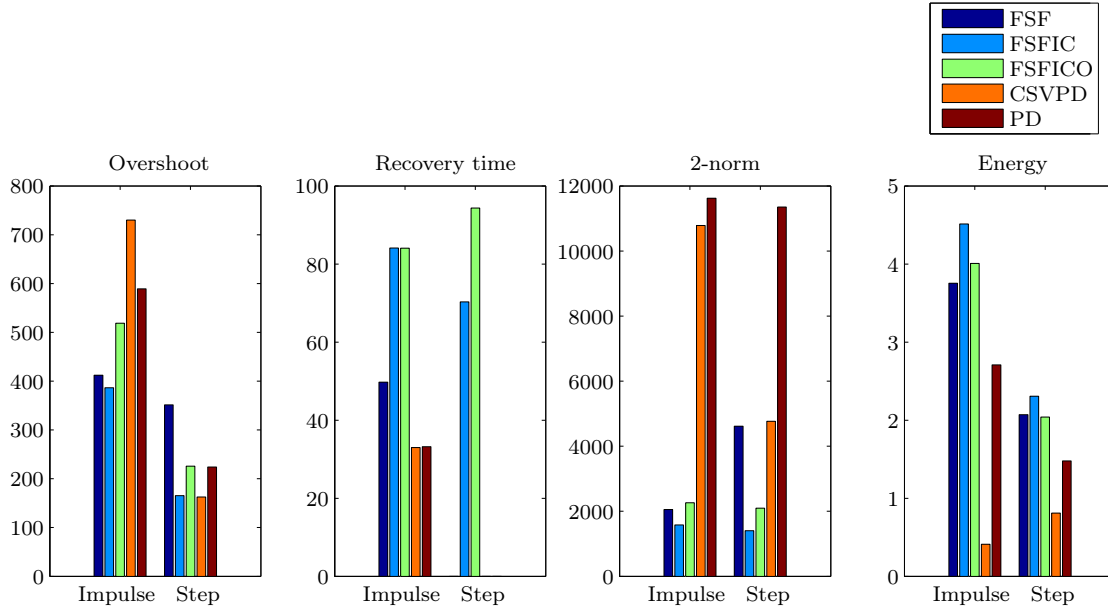 FSF
FSFIC
FSFICO
CSVPD
PD
Overshoot
800
700
600
500
400
300
200
100
0
Impulse Step
Recovery time
100
80
60
40
20
0
Impulse Step
2-norm
12000
10000
8000
6000
4000
2000
0
Impulse Step
Energy
5
4
3
2
1
0
Impulse Step